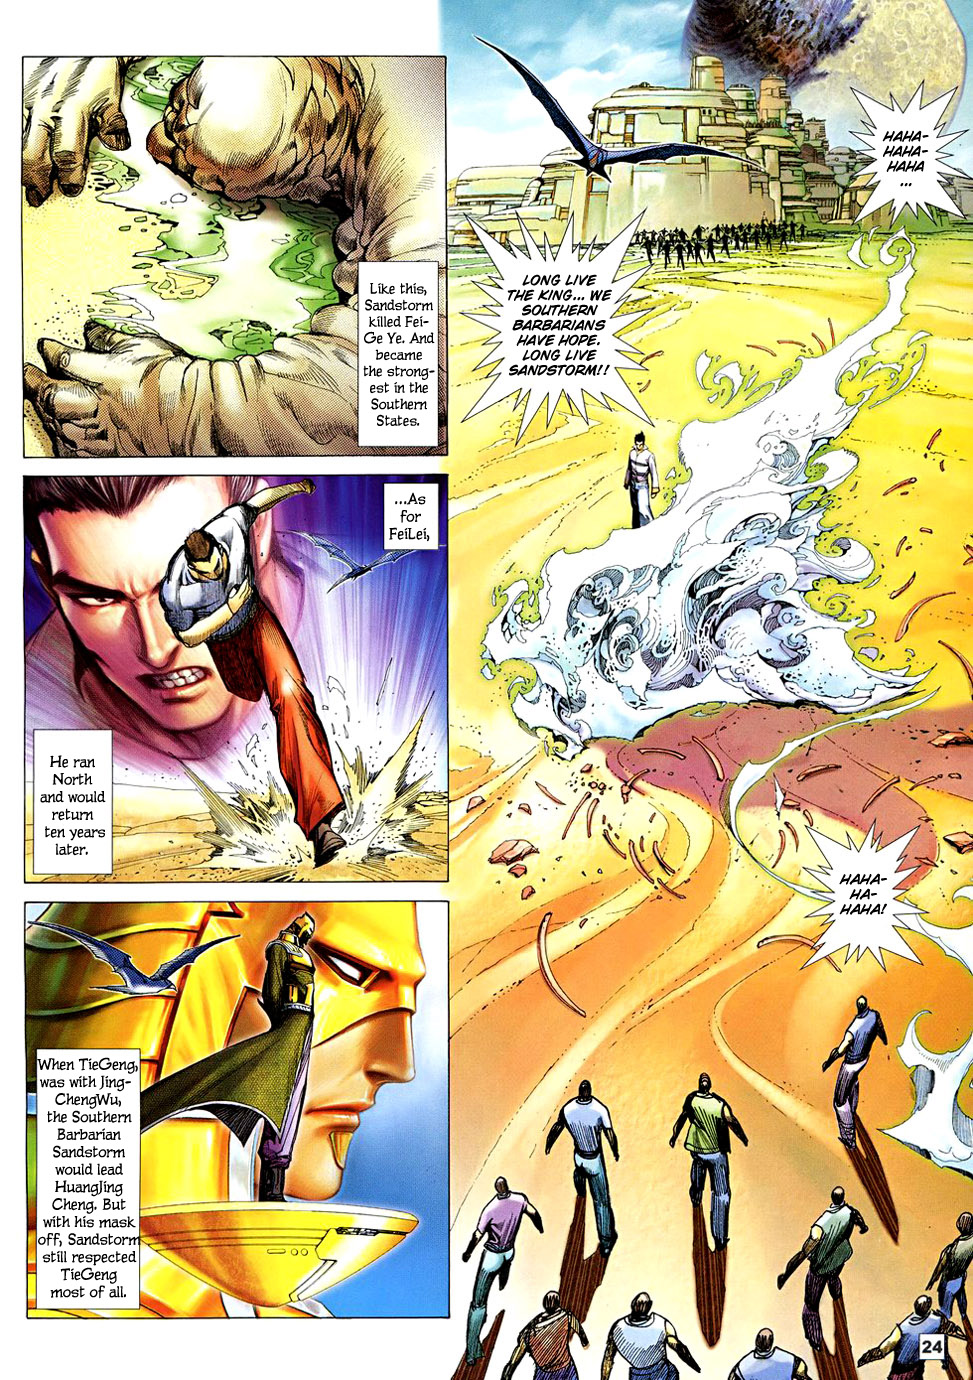 Like this,
Sandstorm
killed Fei-
Ge Ye. And
became
the strong-
est in the
Southern
States.
...As
for
FeiLei,
He ran
North
and would
return
ten years
later.
When TieGeng,
was with Jing-
ChengWu,
the Southern
Barbarian
Sandstorm
would lead
HuangJing
Cheng. But
with his mask
off, Sandstorm
still respected
TieGeng
most of all.
HAHA-
HAHA-
HAHA
...
LONG LIVE
THE KING... WE
SOUTHERN
BARBARIANS
HAVE HOPE.
LONG LIVE
SANDSTORM!!
HAHA-
HA-
HAHA!
24